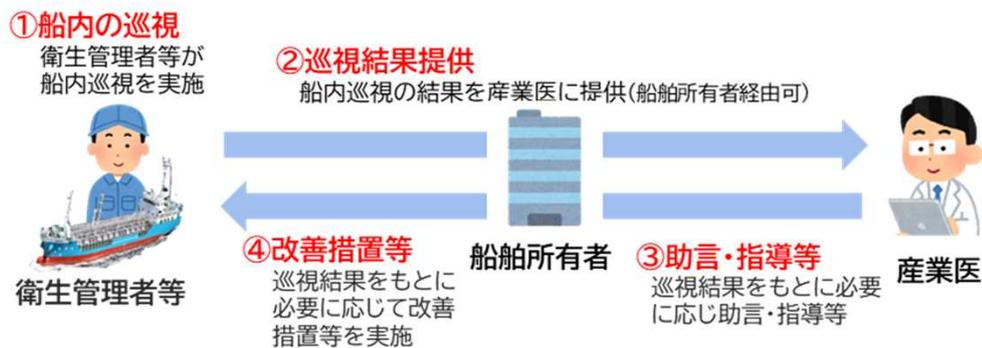 ①船内の巡視
衛生管理者等が
船内巡視を実施
②巡視結果提供
船内巡視の結果を産業医に提供(船舶所有者経由可)
衛生管理者等
④改善措置等
巡視結果をもとに
必要に応じて改善
措置等を実施
船舶所有者
③助言・指導等
巡視結果をもとに必要
に応じ助言・指導等
産業医